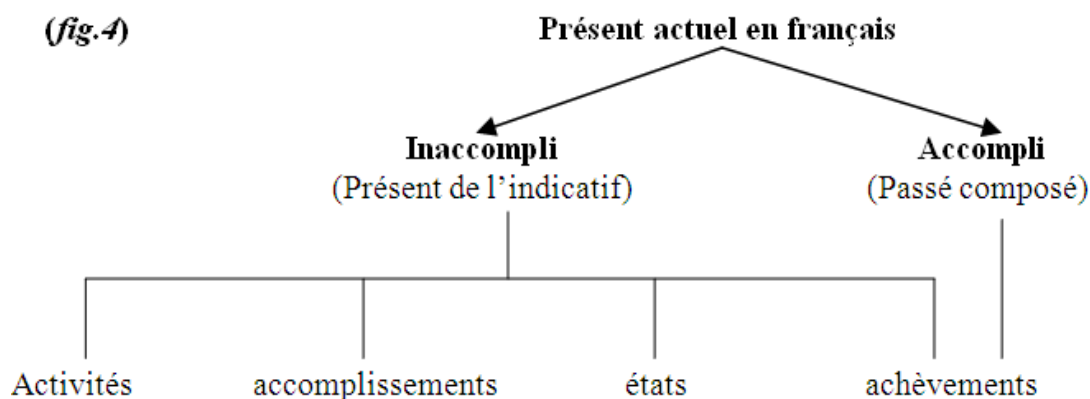 (fig.4) Présent actuel en français
Inaccompli Accompli
(Présent de l’indicatif) (Passé composé)
Activités accomplissements états achèvements